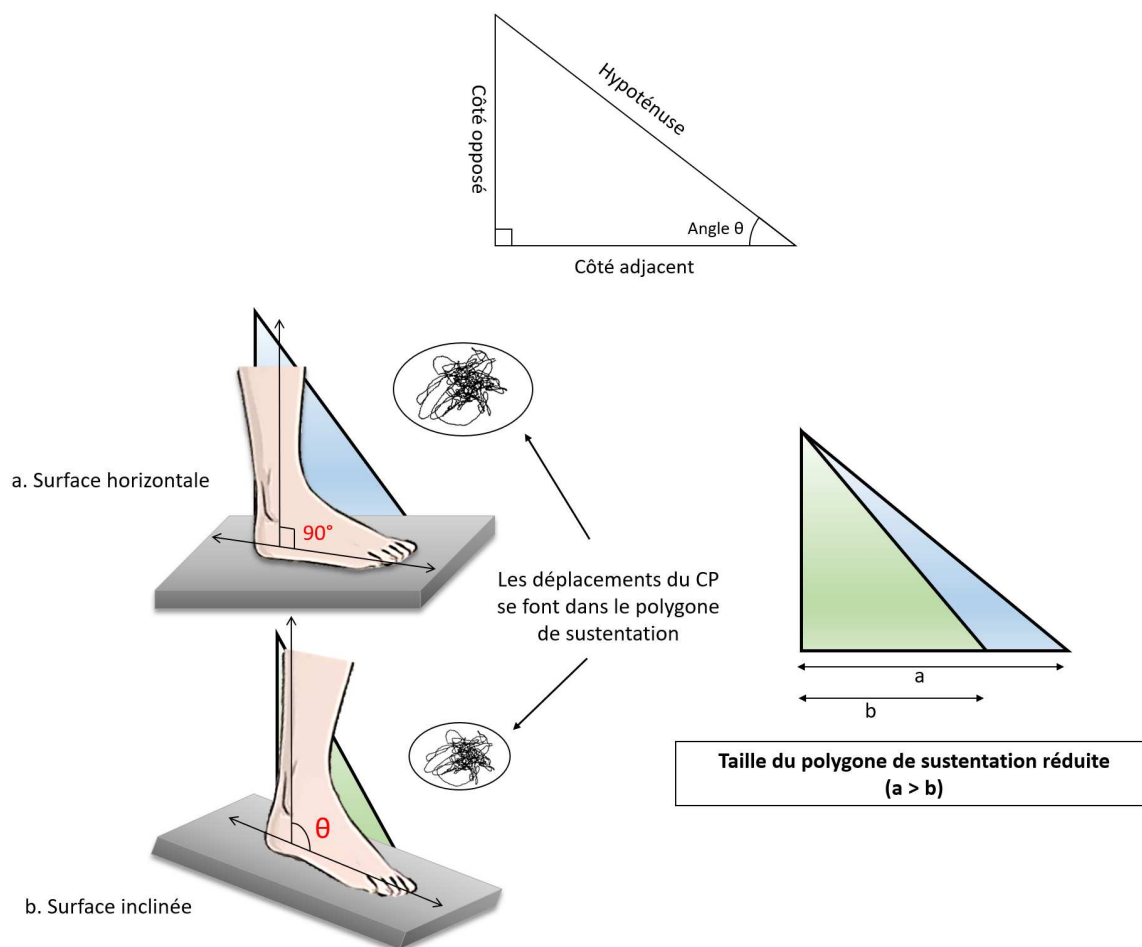 Côté opposé
Hypoténuse
Angle θ
Côté adjacent
a. Surface horizontale
90°
Les déplacements du CP
se font dans le polygone
de sustentation
a
b
Taille du polygone de sustentation réduite
(a > b)
θ
b. Surface inclinée